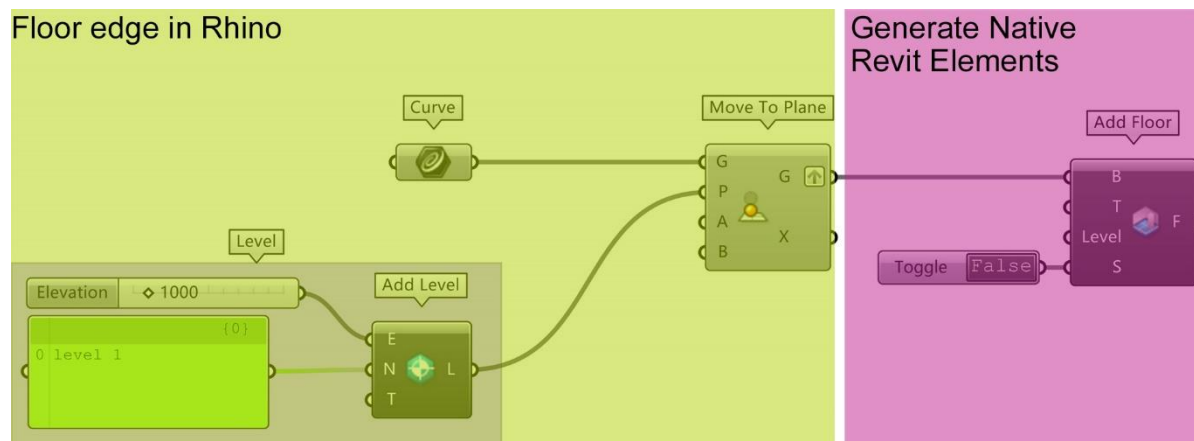 Floor edge in Rhino
Generate Native
Revit Elements
Curve
Move To Plane
Add Floor
G
P
A
B
G
X
B
T
Level
S
F
Toggle False
Level
Elevation 1000
Add Level
{0}
0 level 1
E
N
T
L